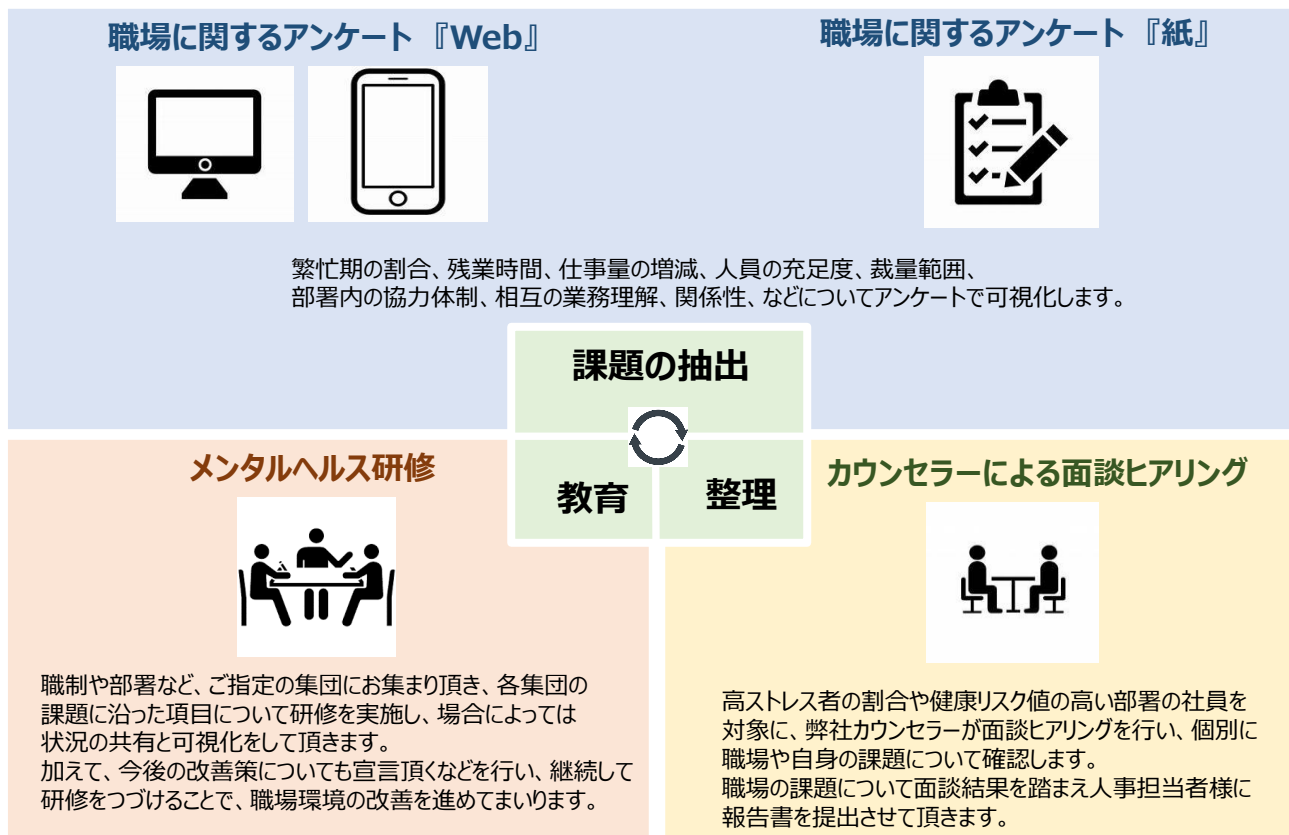 職場に関するアンケート 『Web』
職場に関するアンケート 『紙』
繁忙期の割合、残業時間、仕事量の増減、人員の充足度、裁量範囲、
部署内の協力体制、相互の業務理解、関係性、などについてアンケートで可視化します。
課題の抽出
教育
整理
メンタルヘルス研修
職制や部署など、ご指定の集団にお集まり頂き、各集団の
課題に沿った項目について研修を実施し、場合によっては
状況の共有と可視化をして頂きます。
加えて、今後の改善策についても宣言頂くなどを行い、継続して
研修をつづけることで、職場環境の改善を進めてまいります。
カウンセラーによる面談ヒアリング
高ストレス者の割合や健康リスク値の高い部署の社員を
対象に、弊社カウンセラーが面談ヒアリングを行い、個別に
職場や自身の課題について確認します。
職場の課題について面談結果を踏まえ人事担当者様に
報告書を提出させて頂きます。